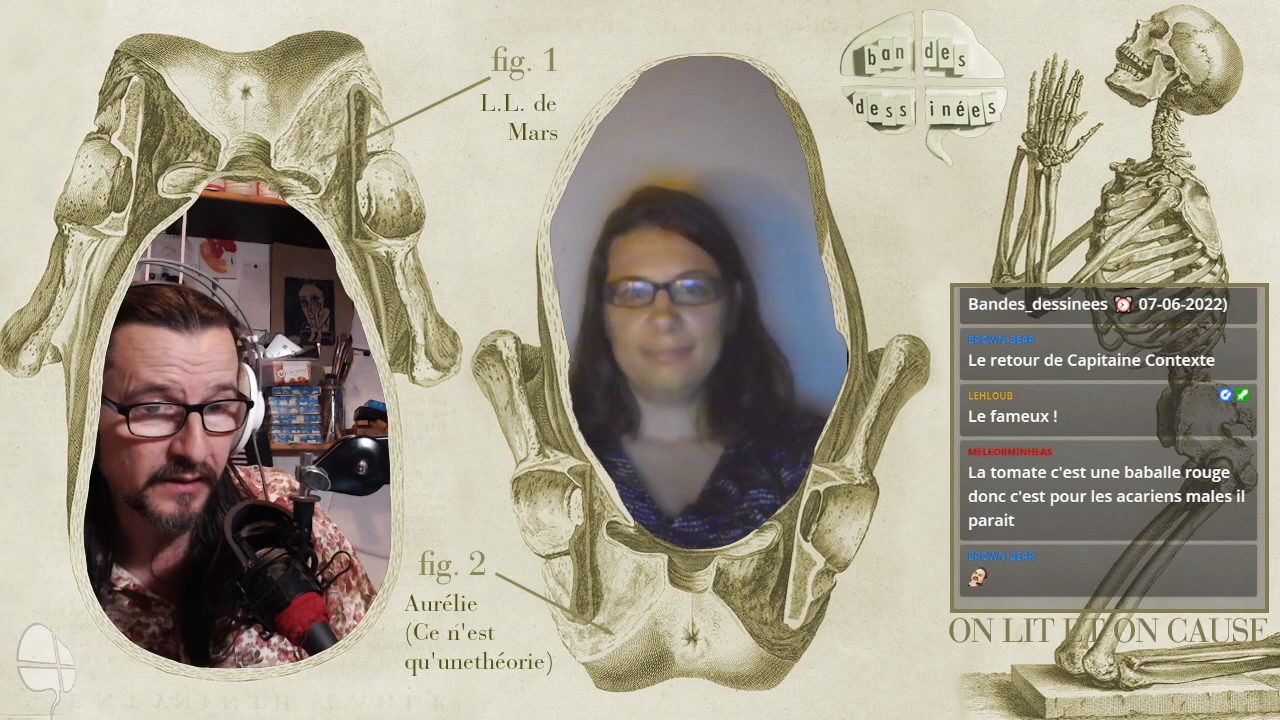 fig. 1
L.L. de
Mars
ban des
dess inées
Bandes_dessinees ⏰ 07-06-2022)
BROWN_BEAR
Le retour de Capitaine Contexte
LEHLOUB
Le fameux !
MELEORMINHEAS
La tomate c'est une baballe rouge
donc c'est pour les acariens males il
parait
BROWN_BEAR
fig. 2
Aurélie
(Ce n'est
qu'unethéorie)
ON LIT ET ON CAUSE